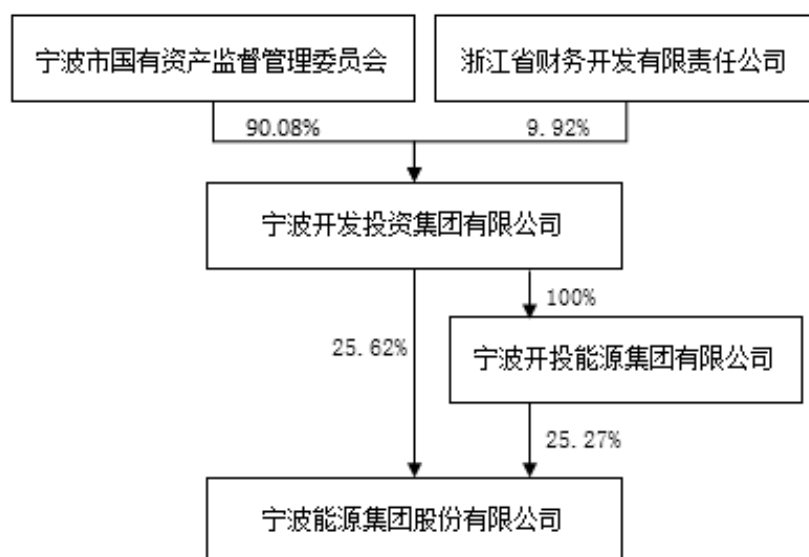 宁波市国有资产监督管理委员会
浙江省财务开发有限责任公司
90.08%
9.92%
宁波开发投资集团有限公司
100%
25.62%
宁波开投能源集团有限公司
25.27%
宁波能源集团股份有限公司